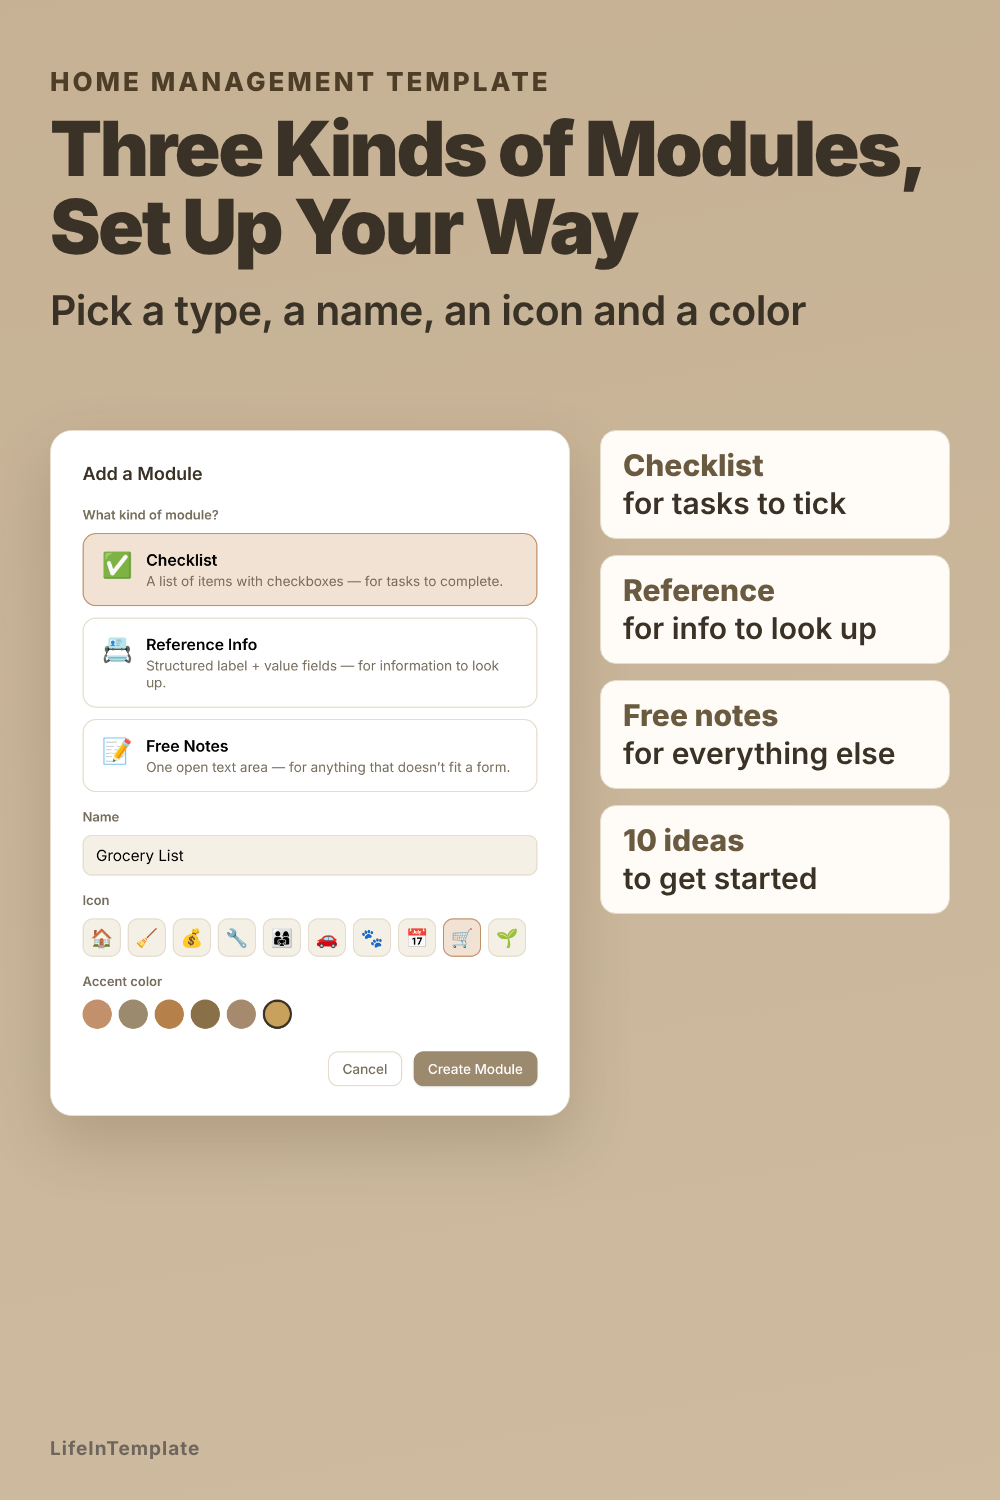 HOME MANAGEMENT TEMPLATE
Three Kinds of Modules,
Set Up Your Way
Pick a type, a name, an icon and a color
Add a Module
What kind of module?
Checklist
A list of items with checkboxes — for tasks to complete.
Reference Info
Structured label + value fields — for information to look
up.
Free Notes
One open text area — for anything that doesn't fit a form.
Name
Grocery List
Icon
Accent color
Cancel
Create Module
Checklist
for tasks to tick
Reference
for info to look up
Free notes
for everything else
10 ideas
to get started
LifeInTemplate